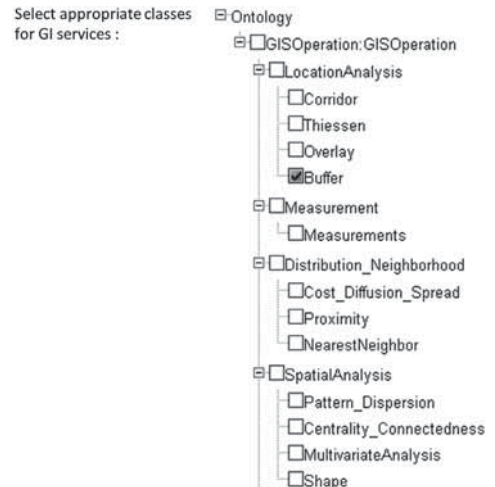 Select appropriate classes
for GI services :
Ontology
GISOperation:GISOperation
LocationAnalysis
Corridor
Thiessen
Overlay
Buffer
Measurement
Measurements
Distribution_Neighborhood
Cost_Diffusion_Spread
Proximity
NearestNeighbor
SpatialAnalysis
Pattern_Dispersion
Centrality_Connectedness
MultivariateAnalysis
Shape